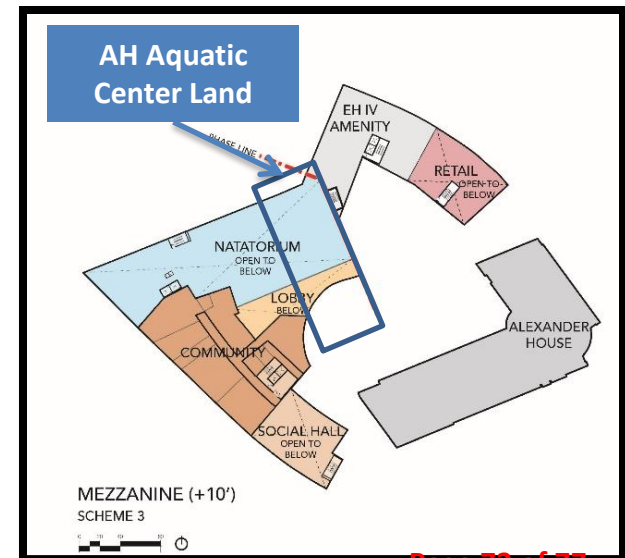 AH Aquatic
Center Land
EH IV
AMENITY
PHASE LINE
RETAIL
OPEN TO
BELOW
NATATORIUM
OPEN TO
BELOW
LOBBY
BELOW
ALEXANDER
HOUSE
COMMUNITY
SOCIAL HALL
OPEN TO
BELOW
MEZZANINE (+10')
SCHEME 3